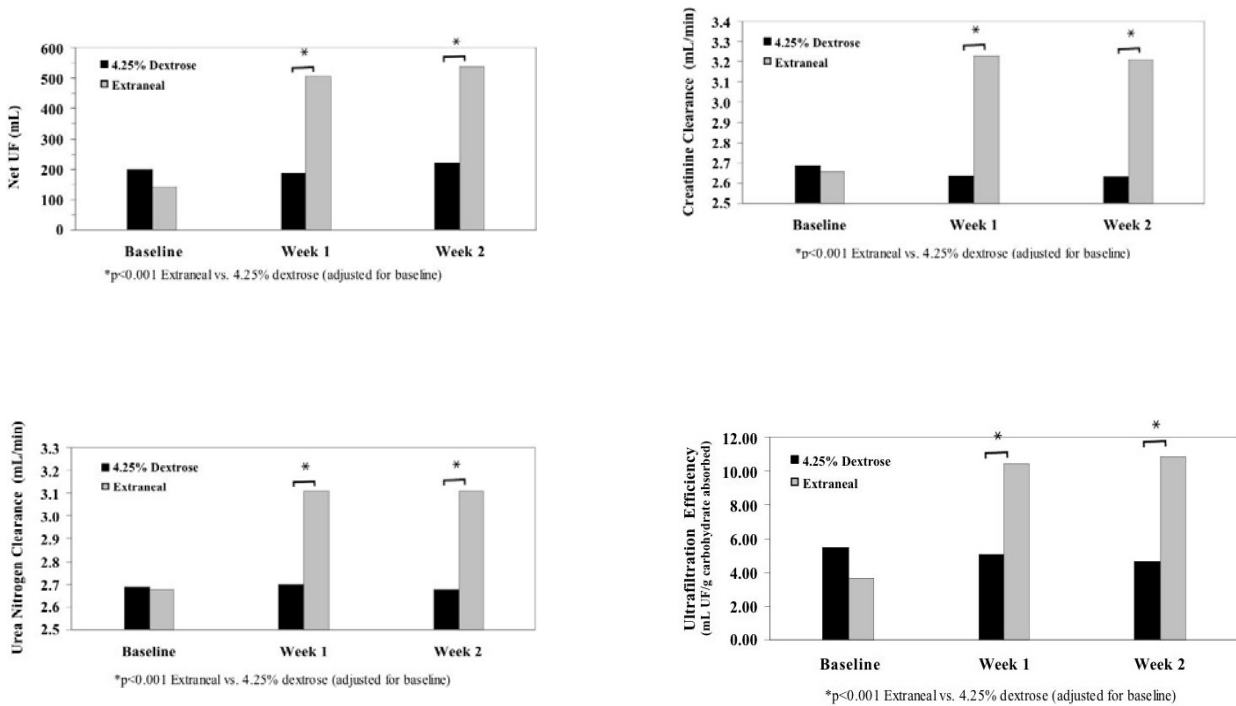 Net UF (mL)
600
500
400
300
200
100
0
4.25% Dextrose
Extraneal
*
*
Baseline
Week 1
Week 2
*p<0.001 Extraneal vs. 4.25% dextrose (adjusted for baseline)
Creatinine Clearance (mL/min)
3.4
3.3
3.2
3.1
3.0
2.9
2.8
2.7
2.6
2.5
4.25% Dextrose
Extraneal
*
*
Baseline
Week 1
Week 2
*p<0.001 Extraneal vs. 4.25% dextrose (adjusted for baseline)
Urea Nitrogen Clearance (mL/min)
3.3
3.2
3.1
3.0
2.9
2.8
2.7
2.6
2.5
4.25% Dextrose
Extraneal
*
*
Baseline
Week 1
Week 2
*p<0.001 Extraneal vs. 4.25% dextrose (adjusted for baseline)
Ultrafiltration Efficiency
(mL UF/g carbohydrate absorbed)
12.00
10.00
8.00
6.00
4.00
2.00
0.00
4.25% Dextrose
Extraneal
*
*
Baseline
Week 1
Week 2
*p<0.001 Extraneal vs. 4.25% dextrose (adjusted for baseline)